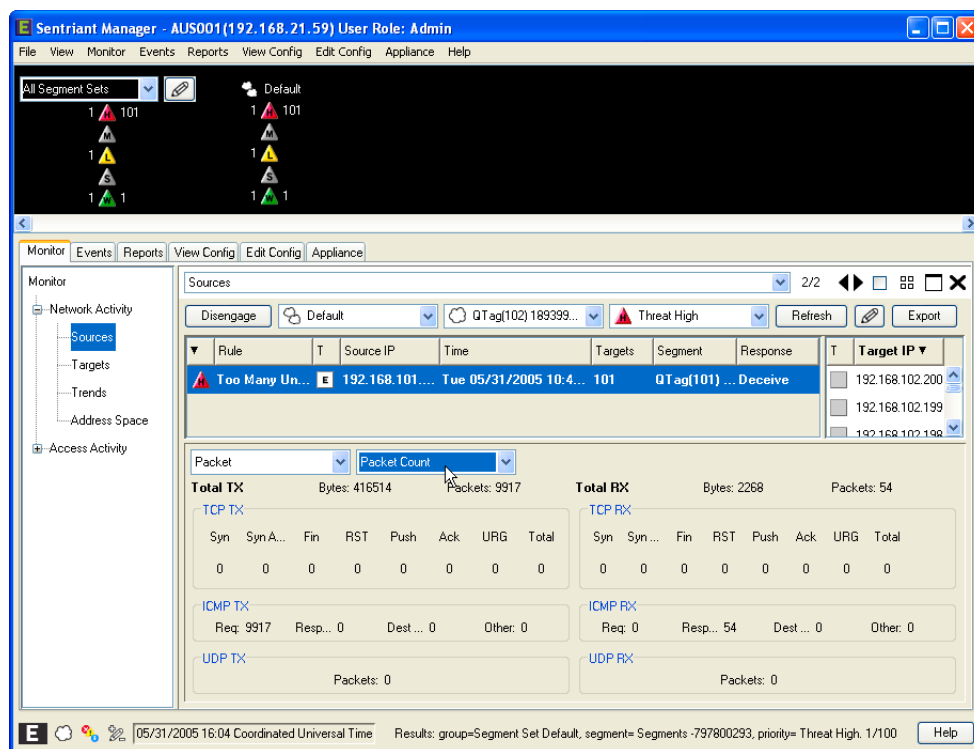 E Sentriant Manager - AUS001(192.168.21.59) User Role: Admin
File View Monitor Events Reports View Config Edit Config Appliance Help
All Segment Sets Default
1 H 101 1 H 101
M M
1 L 1 L
S S
1 W 1 1 W 1
Monitor Events Reports View Config Edit Config Appliance
Monitor
Network Activity
Sources
Targets
Trends
Address Space
Access Activity
Sources 2/2
Disengage Default QTag(102) 189399... H Threat High Refresh Export
Rule T Source IP Time Targets Segment Response T Target IP
H Too Many Un... E 192.168.101.... Tue 05/31/2005 10:4... 101 QTag(101) ... Deceive 192.168.102.200
192.168.102.199
192.168.102.198
Packet Packet Count
Total TX Bytes: 416514 Packets: 9917 Total RX Bytes: 2268 Packets: 54
TCP TX TCP RX
Syn Syn A... Fin RST Push Ack URG Total Syn Syn ... Fin RST Push Ack URG Total
0 0 0 0 0 0 0 0 0 0 0 0 0 0 0 0
ICMP TX ICMP RX
Req: 9917 Resp... 0 Dest ... 0 Other: 0 Req: 0 Resp... 54 Dest ... 0 Other: 0
UDP TX UDP RX
Packets: 0 Packets: 0
E 05/31/2005 16:04 Coordinated Universal Time Results: group=Segment Set Default, segment= Segments -797800293, priority= Threat High. 1/100 Help